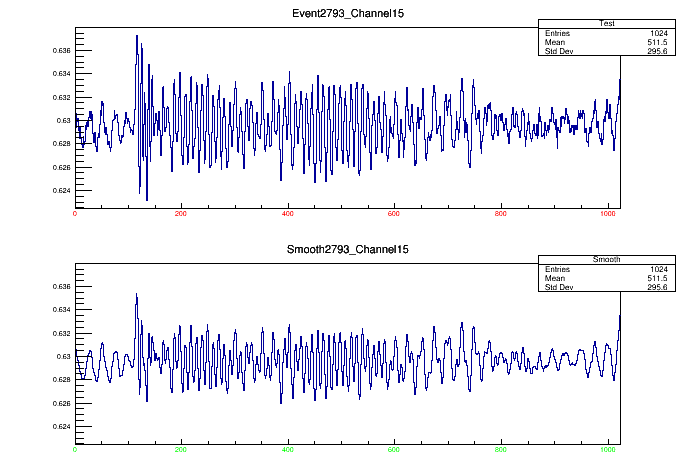 Event2793_Channel15
Test
Entries 1024
Mean 511.5
Std Dev 295.6
0.636
0.634
0.632
0.63
0.628
0.626
0.624
0 200 400 600 800 1000
Smooth2793_Channel15
Smooth
Entries 1024
Mean 511.5
Std Dev 295.6
0.636
0.634
0.632
0.63
0.628
0.626
0.624
0 200 400 600 800 1000